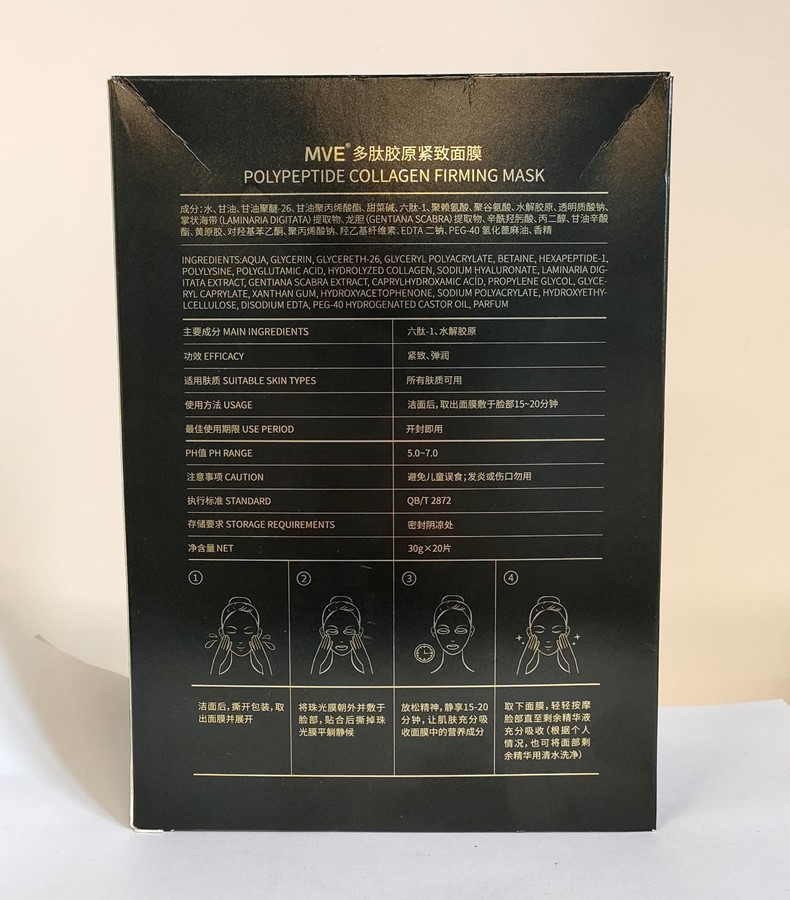 MVE® 多肽胶原紧致面膜
POLYPEPTIDE COLLAGEN FIRMING MASK
成分:水、甘油、甘油聚醚-26、甘油聚丙烯酸酯、甜菜碱、六肽-1、聚赖氨酸、聚谷氨酸、水解胶原、透明质酸钠、
掌状海带(LAMINARIA DIGITATA)提取物、龙胆(GENTIANA SCABRA)提取物、辛酰羟肟酸、丙二醇、甘油辛酸
酯、黄原胶、对羟基苯乙酮、聚丙烯酸钠、羟乙基纤维素、EDTA 二钠、PEG-40 氢化蓖麻油、香精
INGREDIENTS:AQUA, GLYCERIN, GLYCERETH-26, GLYCERYL POLYACRYLATE, BETAINE, HEXAPEPTIDE-1,
POLYLYSINE, POLYGLUTAMIC ACID, HYDROLYZED COLLAGEN, SODIUM HYALURONATE, LAMINARIA DIG-
ITATA EXTRACT, GENTIANA SCABRA EXTRACT, CAPRYLHYDROXAMIC ACID, PROPYLENE GLYCOL, GLYCE-
RYL CAPRYLATE, XANTHAN GUM, HYDROXYACETOPHENONE, SODIUM POLYACRYLATE, HYDROXYETHY-
LCELLULOSE, DISODIUM EDTA, PEG-40 HYDROGENATED CASTOR OIL, PARFUM
主要成分 MAIN INGREDIENTS 六肽-1、水解胶原
功效 EFFICACY 紧致、弹润
适用肤质 SUITABLE SKIN TYPES 所有肤质可用
使用方法 USAGE 洁面后,取出面膜敷于脸部15~20分钟
最佳使用期限 USE PERIOD 开封即用
PH值 PH RANGE 5.0~7.0
注意事项 CAUTION 避免儿童误食;发炎或伤口勿用
执行标准 STANDARD QB/T 2872
存储要求 STORAGE REQUIREMENTS 密封阴凉处
净含量 NET 30g×20片
①
洁面后,撕开包装,取
出面膜并展开
②
将珠光膜朝外并敷于
脸部,贴合后撕掉珠
光膜平躺静候
③
放松精神,静享15-20
分钟,让肌肤充分吸
收面膜中的营养成分
④
取下面膜,轻轻按摩
脸部直至剩余精华液
充分吸收(根据个人
情况,也可将面部剩
余精华用清水洗净)